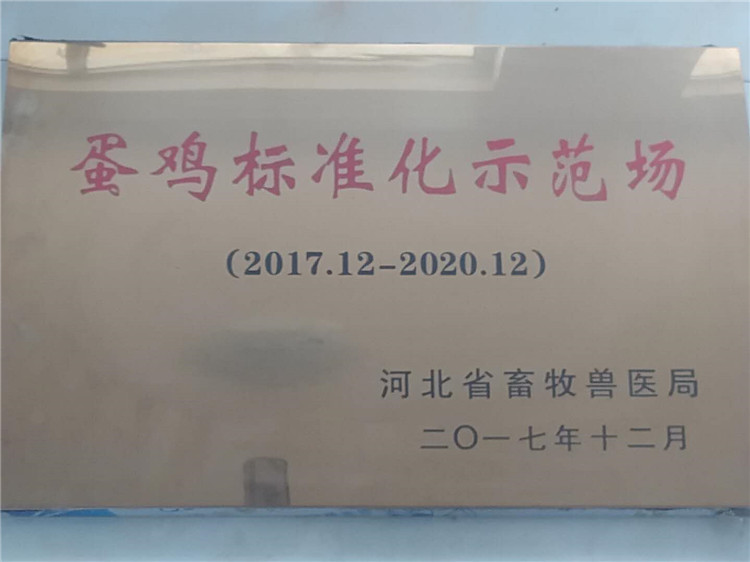 蛋鸡标准化示范场
（2017.12-2020.12）
河北省畜牧兽医局
二〇一七年十二月